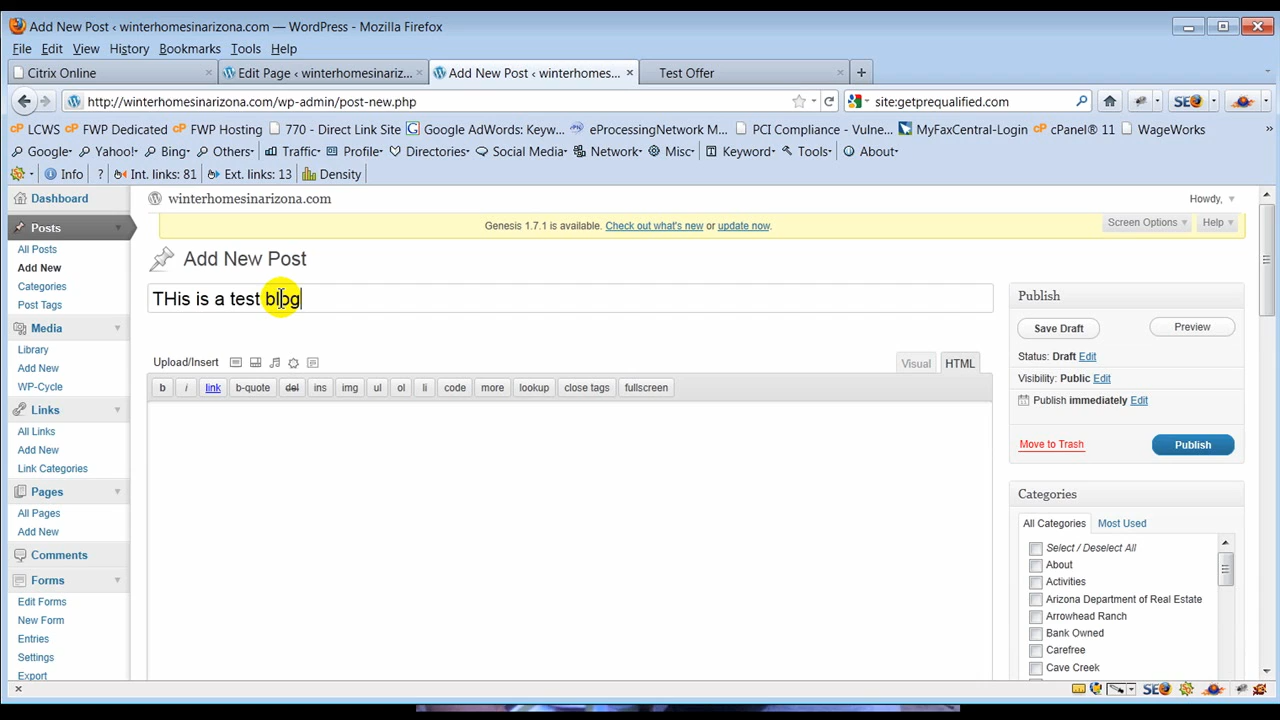 Add New Post ‹ winterhomesinarizona.com — WordPress - Mozilla Firefox
File Edit View History Bookmarks Tools Help
Citrix Online × Edit Page ‹ winterhomesinariz... × Add New Post ‹ winterhomes... × Test Offer × +
http://winterhomesinarizona.com/wp-admin/post-new.php site:getprequalified.com SEO
LCWS FWP Dedicated FWP Hosting 770 - Direct Link Site Google AdWords: Keyw... eProcessingNetwork M... PCI Compliance - Vulne... MyFaxCentral-Login cPanel® 11 WageWorks »
Google Yahoo! Bing Others Traffic Profile Directories Social Media Network Misc Keyword Tools About
Info ? Int. links: 81 Ext. links: 13 Density
Dashboard
Posts
All Posts
Add New
Categories
Post Tags
Media
Library
Add New
WP-Cycle
Links
All Links
Add New
Link Categories
Pages
All Pages
Add New
Comments
Forms
Edit Forms
New Form
Entries
Settings
Export
winterhomesinarizona.com Howdy,
Genesis 1.7.1 is available. Check out what's new or update now.
Screen Options Help
Add New Post
THis is a test blog
Upload/Insert
Visual HTML
b i link b-quote del ins img ul ol li code more lookup close tags fullscreen
Publish
Save Draft Preview
Status: Draft Edit
Visibility: Public Edit
Publish immediately Edit
Move to Trash Publish
Categories
All Categories Most Used
Select / Deselect All
About
Activities
Arizona Department of Real Estate
Arrowhead Ranch
Bank Owned
Carefree
Cave Creek
× SEO